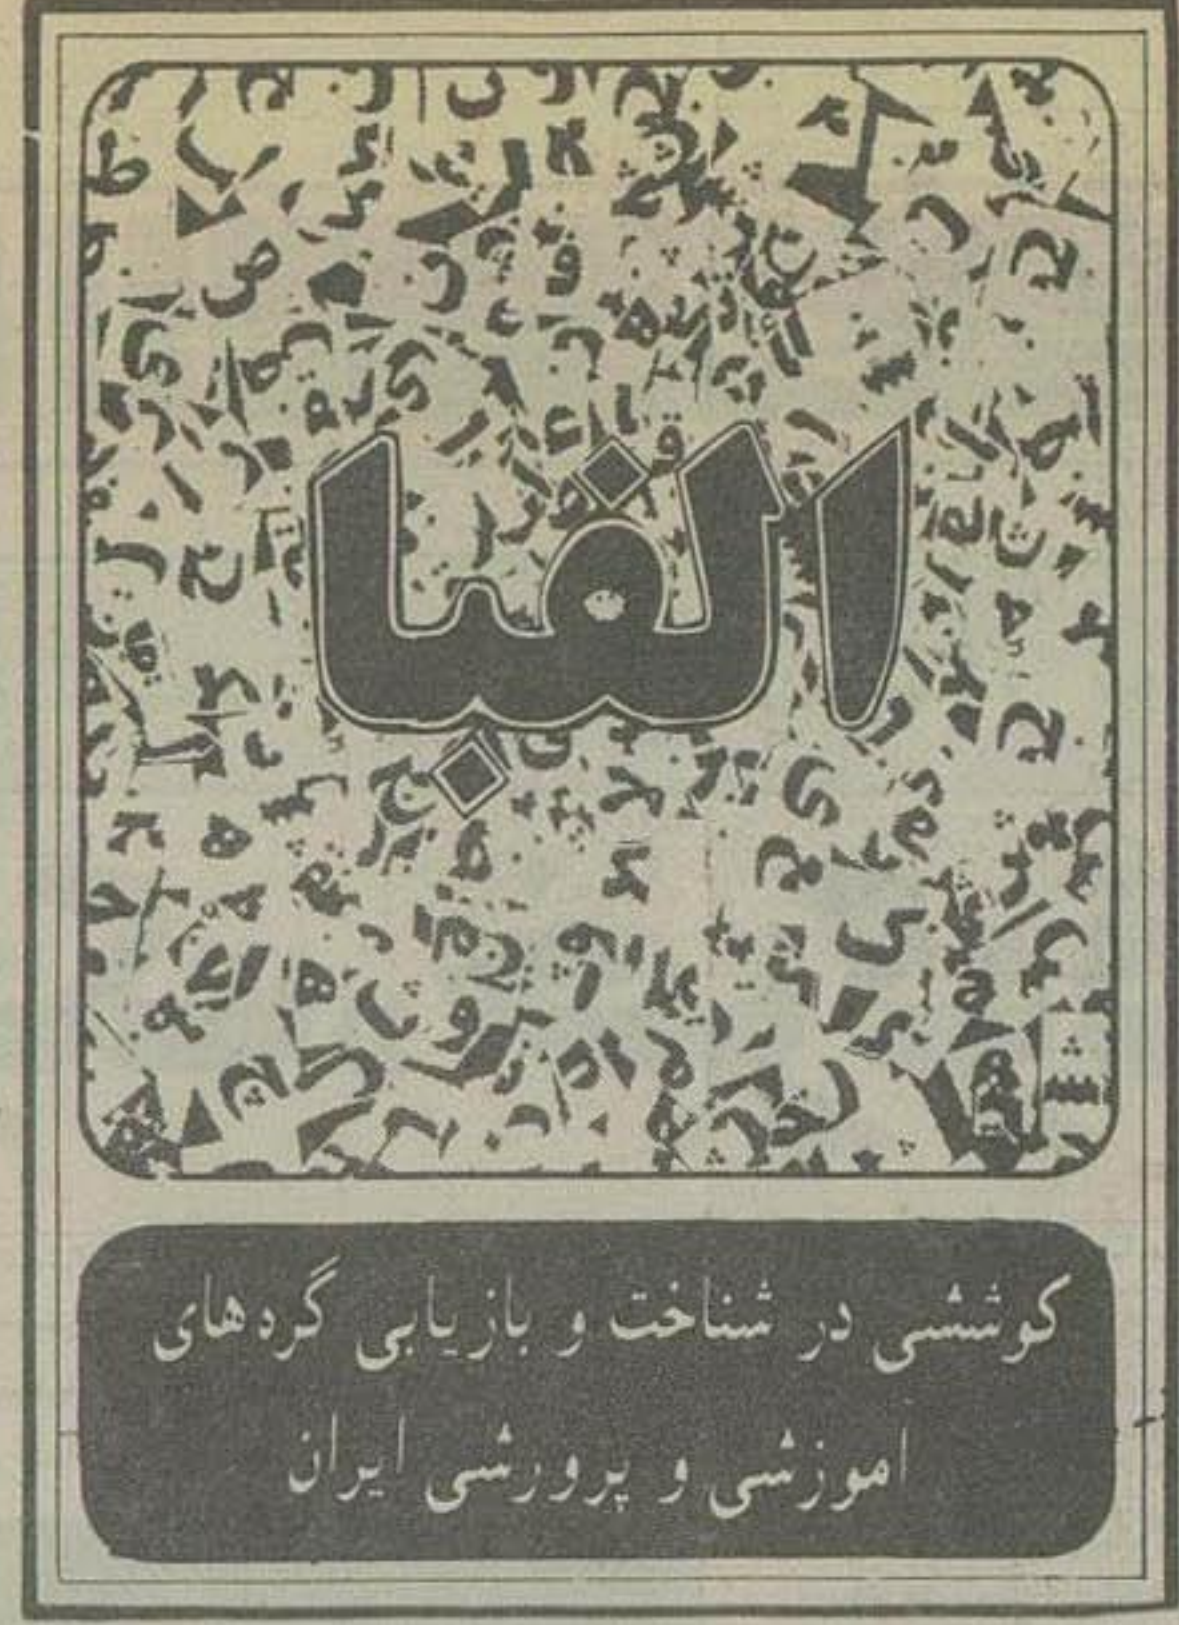 الفبا
کوششی در شناخت و بازیابی گره‌های
اموزشی و پرورشی ایران